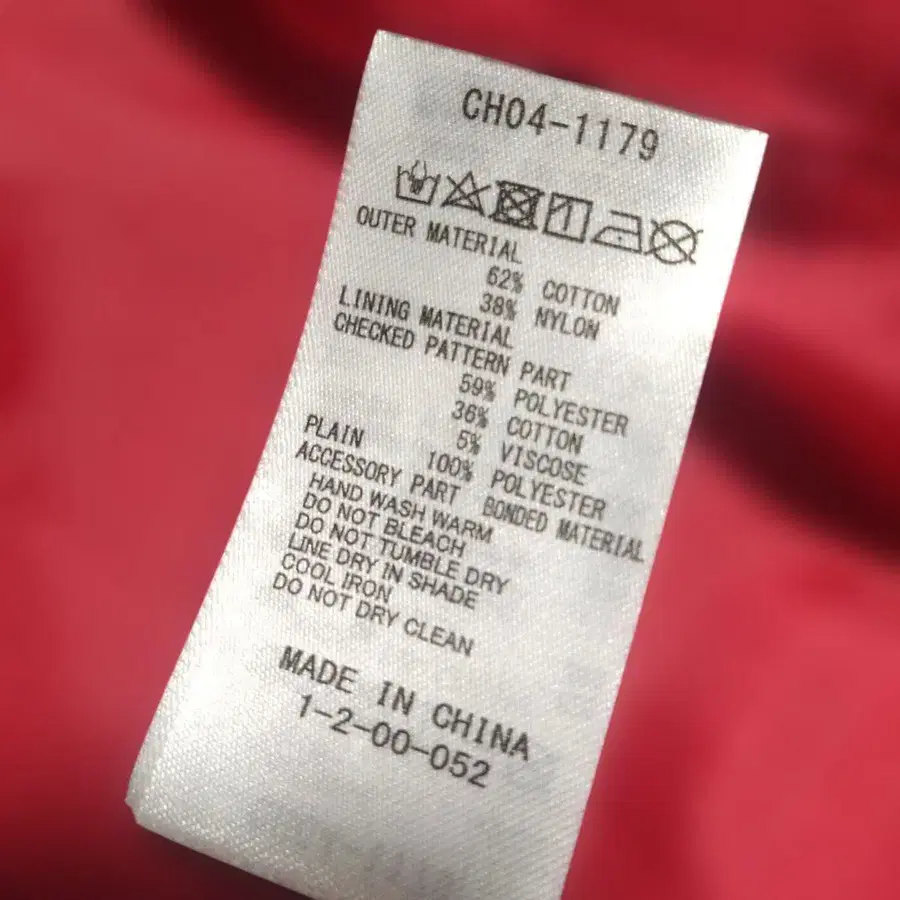 CH04-1179
OUTER MATERIAL
62% COTTON
38% NYLON
LINING MATERIAL
CHECKED PATTERN PART
59% POLYESTER
36% COTTON
5% VISCOSE
PLAIN 100% POLYESTER
ACCESSORY PART BONDED MATERIAL
HAND WASH WARM
DO NOT BLEACH
DO NOT TUMBLE DRY
LINE DRY IN SHADE
COOL IRON
DO NOT DRY CLEAN
MADE IN CHINA
1-2-00-052